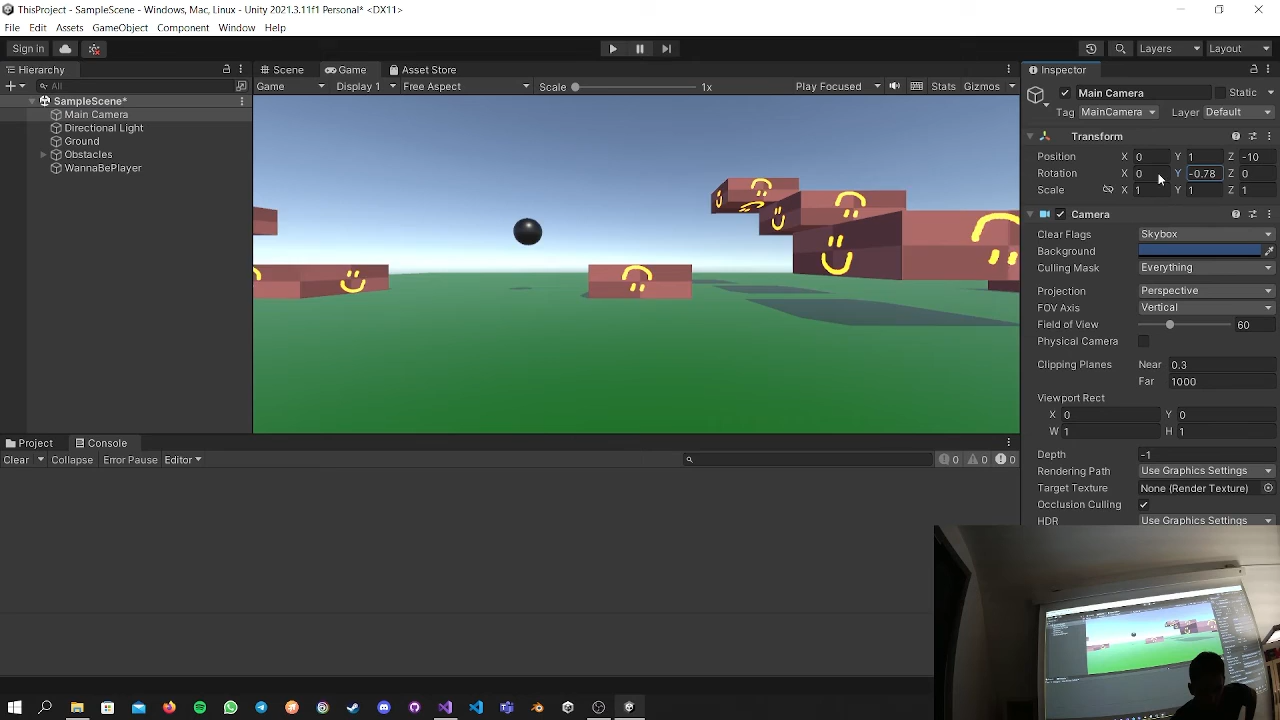 ThisProject - SampleScene - Windows, Mac, Linux - Unity 2021.3.11f1 Personal* <DX11>
File Edit Assets GameObject Component Window Help
Sign in Layers Layout
Hierarchy Scene Game Asset Store Inspector
All Game Display 1 Free Aspect Scale 1x Play Focused Stats Gizmos Main Camera Static
SampleScene*
Main Camera Tag MainCamera Layer Default
Directional Light
Ground Transform
Obstacles Position X 0 Y 1 Z -10
WannaBePlayer Rotation X 0 Y -0.78 Z 0
Scale X 1 Y 1 Z 1
Camera
Clear Flags Skybox
Background
Culling Mask Everything
Projection Perspective
FOV Axis Vertical
Field of View 60
Physical Camera
Clipping Planes Near 0.3
Far 1000
Viewport Rect
X 0 Y 0
W 1 H 1
Project Console
Depth -1
Clear Collapse Error Pause Editor 0 0 0
Rendering Path Use Graphics Settings
Target Texture None (Render Texture)
Occlusion Culling
HDR Use Graphics Settings